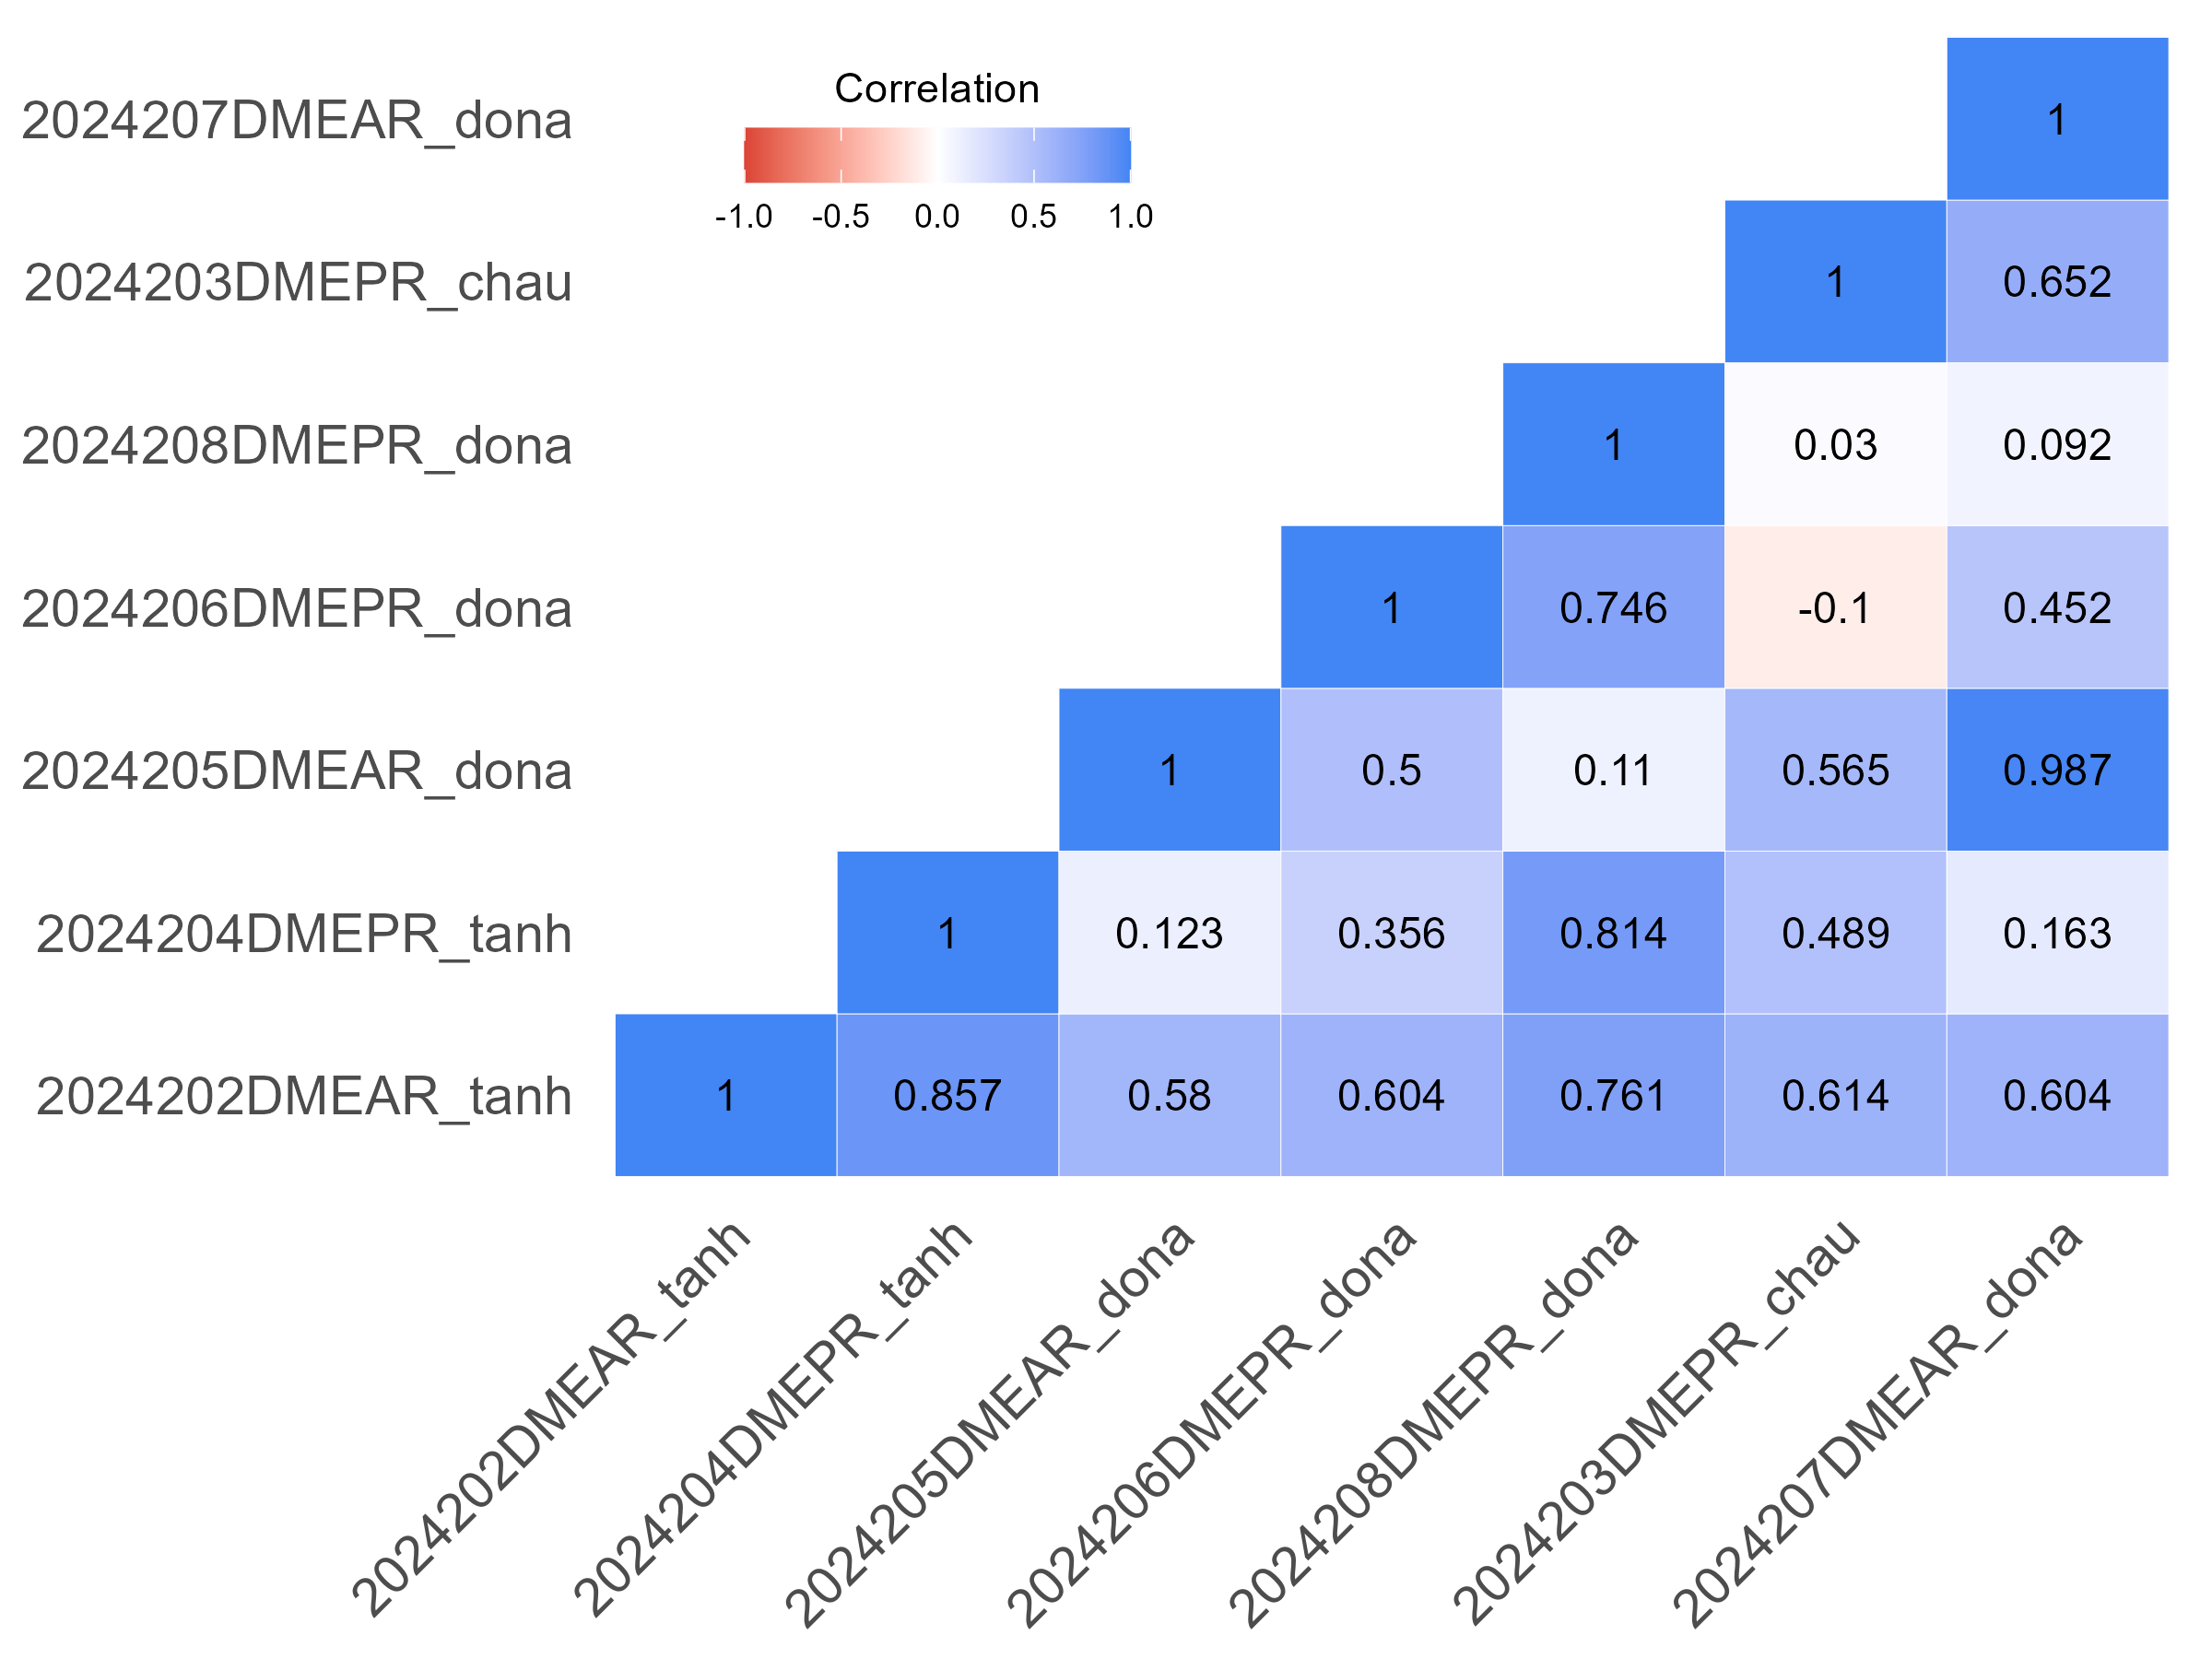 Correlation
-1.0 -0.5 0.0 0.5 1.0
2024207DMEAR_dona 1
2024203DMEPR_chau 1 0.652
2024208DMEPR_dona 1 0.03 0.092
2024206DMEPR_dona 1 0.746 -0.1 0.452
2024205DMEAR_dona 1 0.5 0.11 0.565 0.987
2024204DMEPR_tanh 1 0.123 0.356 0.814 0.489 0.163
2024202DMEAR_tanh 1 0.857 0.58 0.604 0.761 0.614 0.604
2024202DMEAR_tanh
2024204DMEPR_tanh
2024205DMEAR_dona
2024206DMEPR_dona
2024208DMEPR_dona
2024203DMEPR_chau
2024207DMEAR_dona